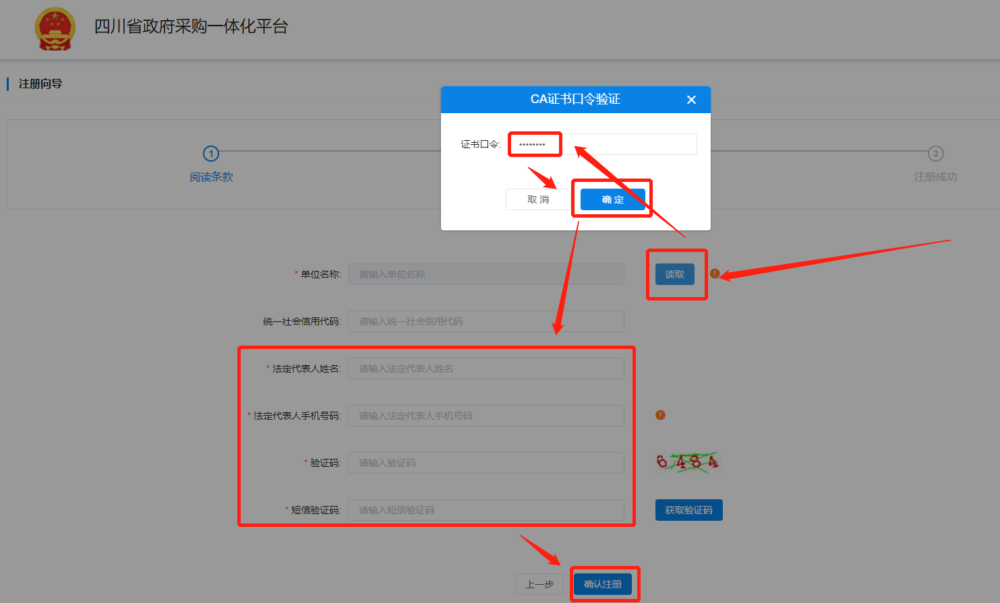 四川省政府采购一体化平台
注册向导
CA证书口令验证
证书口令: ••••••••
取 消 确 定
1 3
阅读条款 注册成功
* 单位名称: 请输入单位名称 读取
统一社会信用代码: 请输入统一社会信用代码
* 法定代表人姓名: 请输入法定代表人姓名
* 法定代表人手机号码: 请输入法定代表人手机号码
* 验证码: 请输入验证码 6484
* 短信验证码: 请输入短信验证码 获取验证码
上一步 确认注册